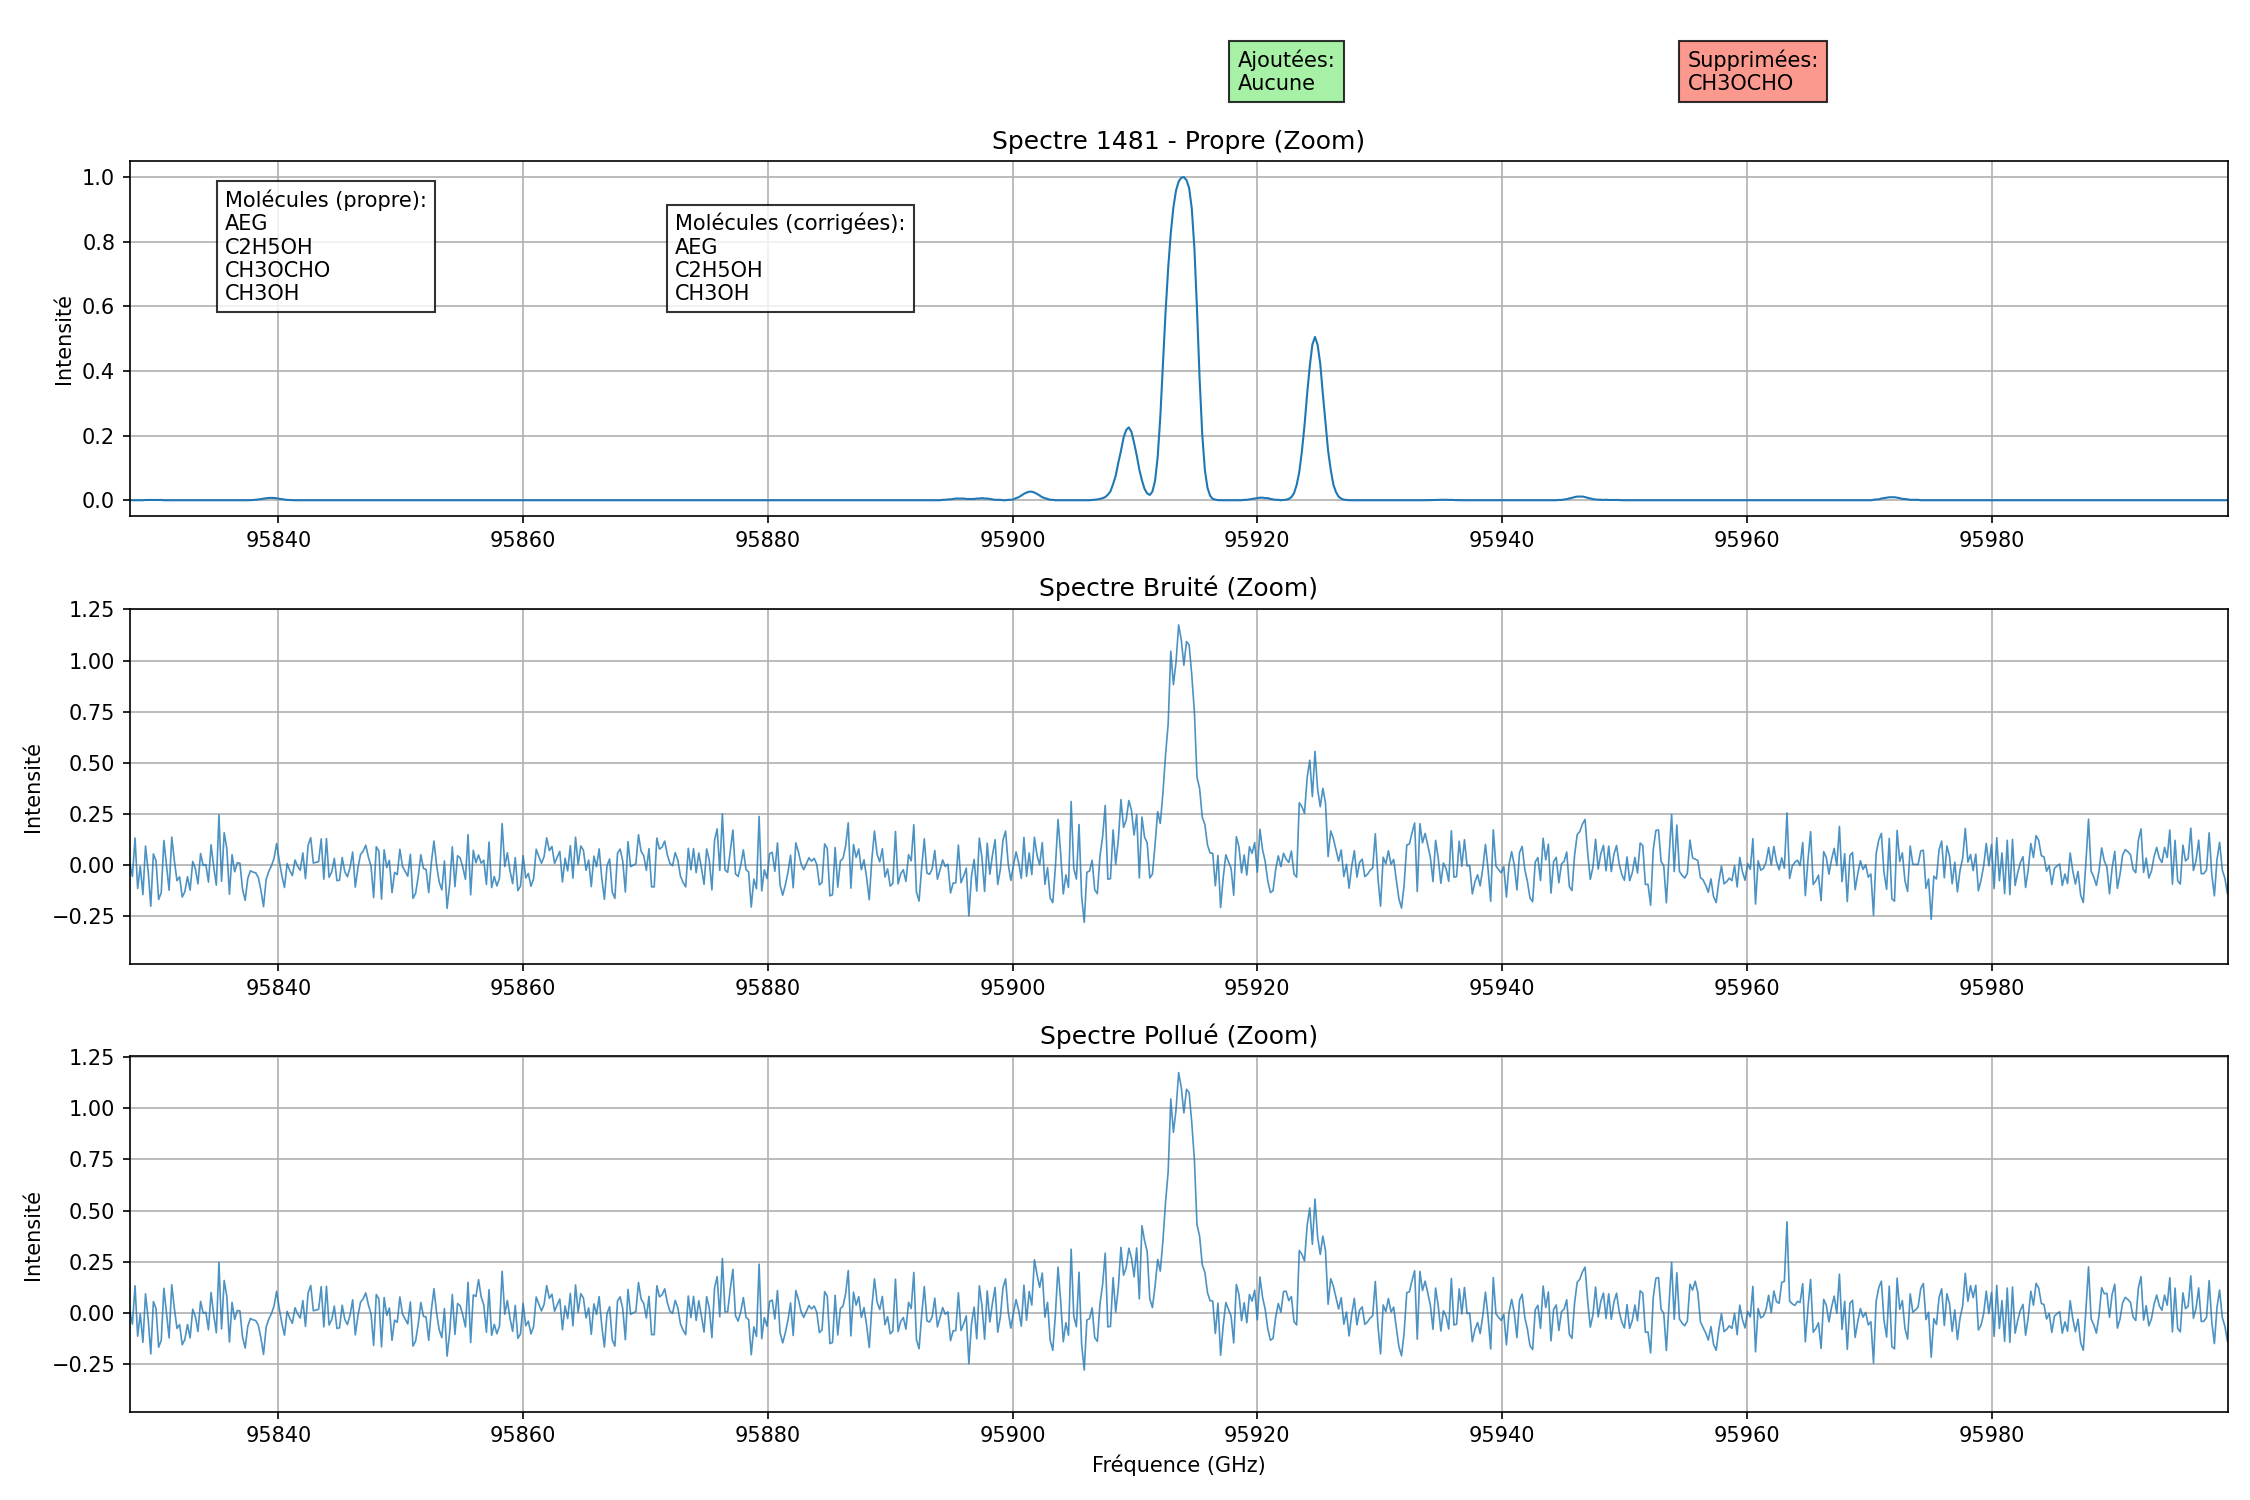 Ajoutées:
Aucune
Supprimées:
CH3OCHO
Spectre 1481 - Propre (Zoom)
Molécules (propre):
AEG
C2H5OH
CH3OCHO
CH3OH
Molécules (corrigées):
AEG
C2H5OH
CH3OH
Intensité
1.0
0.8
0.6
0.4
0.2
0.0
95840 95860 95880 95900 95920 95940 95960 95980
Spectre Bruité (Zoom)
Intensité
1.25
1.00
0.75
0.50
0.25
0.00
−0.25
95840 95860 95880 95900 95920 95940 95960 95980
Spectre Pollué (Zoom)
Intensité
1.25
1.00
0.75
0.50
0.25
0.00
−0.25
95840 95860 95880 95900 95920 95940 95960 95980
Fréquence (GHz)